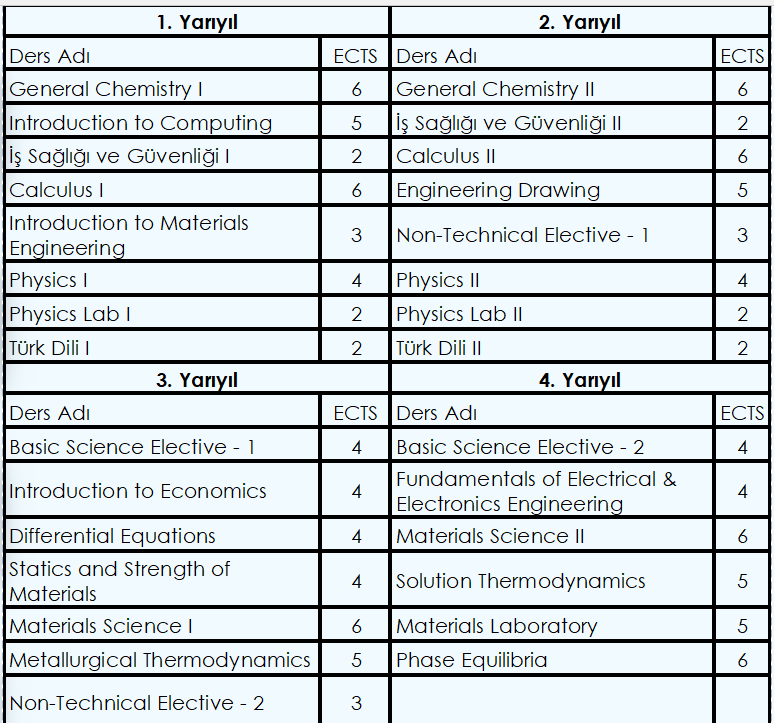 1. Yarıyıl 2. Yarıyıl
Ders Adı ECTS Ders Adı ECTS
General Chemistry I 6 General Chemistry II 6
Introduction to Computing 5 İş Sağlığı ve Güvenliği II 2
İş Sağlığı ve Güvenliği I 2 Calculus II 6
Calculus I 6 Engineering Drawing 5
Introduction to Materials
Engineering 3 Non-Technical Elective - 1 3
Physics I 4 Physics II 4
Physics Lab I 2 Physics Lab II 2
Türk Dili I 2 Türk Dili II 2
3. Yarıyıl 4. Yarıyıl
Ders Adı ECTS Ders Adı ECTS
Basic Science Elective - 1 4 Basic Science Elective - 2 4
Introduction to Economics 4 Fundamentals of Electrical &
Electronics Engineering 4
Differential Equations 4 Materials Science II 6
Statics and Strength of
Materials 4 Solution Thermodynamics 5
Materials Science I 6 Materials Laboratory 5
Metallurgical Thermodynamics 5 Phase Equilibria 6
Non-Technical Elective - 2 3